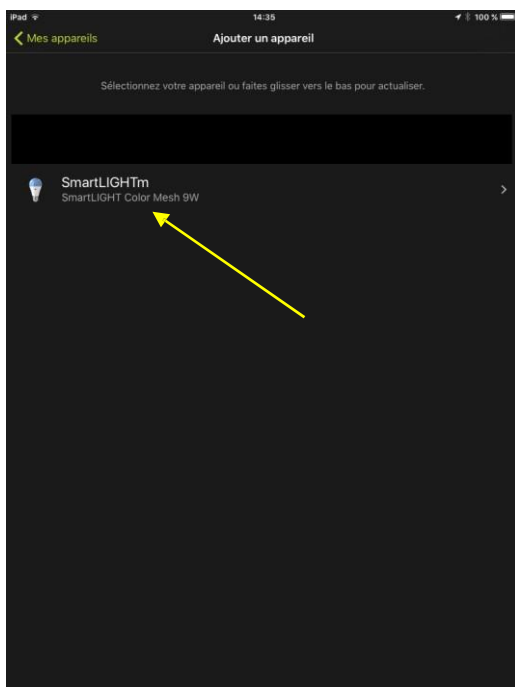 iPad 14:35 100 %
Mes appareils Ajouter un appareil
Sélectionnez votre appareil ou faites glisser vers le bas pour actualiser.
SmartLIGHTm
SmartLIGHT Color Mesh 9W